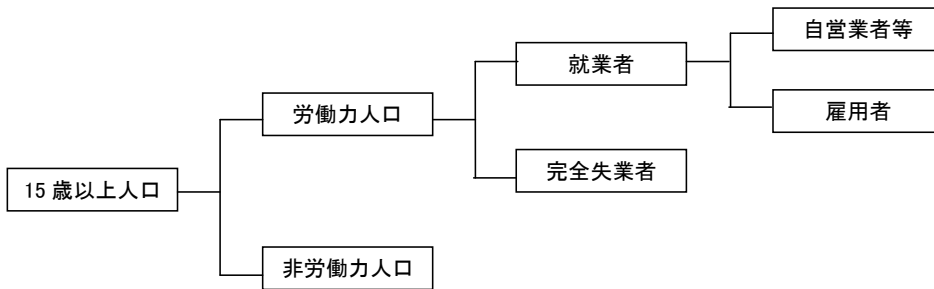 15 歳以上人口
労働力人口
非労働力人口
就業者
完全失業者
自営業者等
雇用者